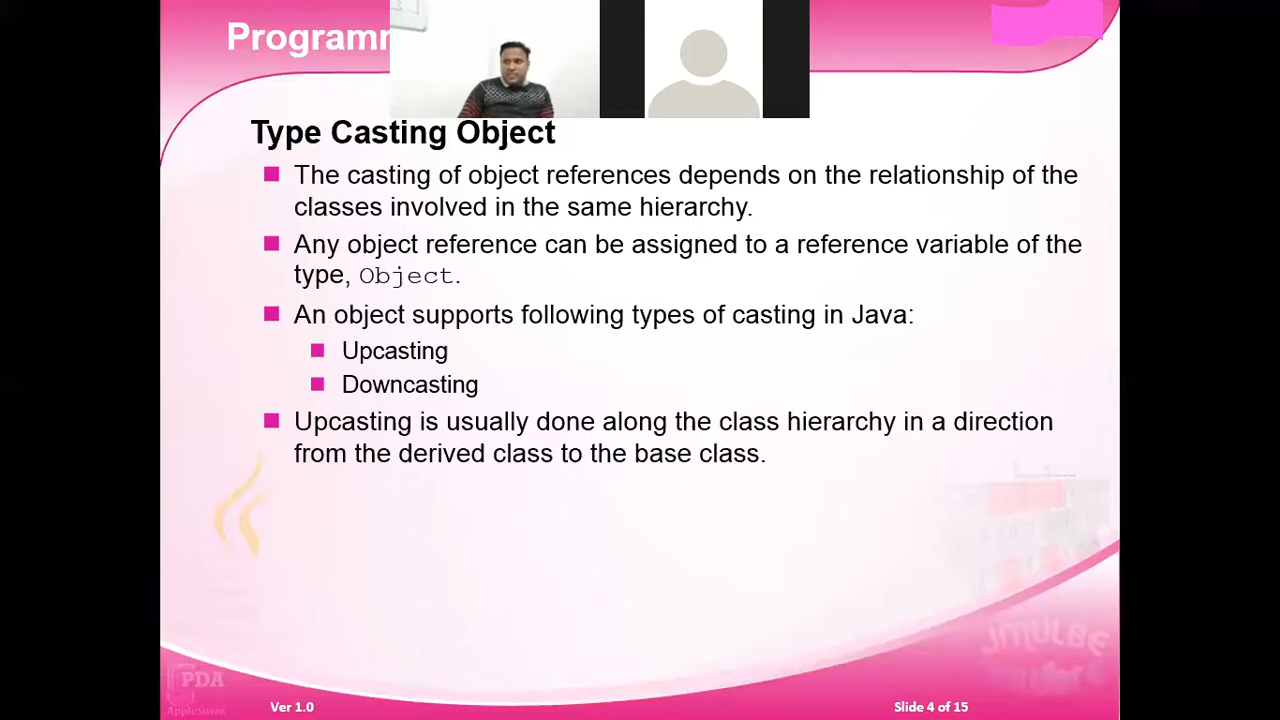 Programm
Type Casting Object
The casting of object references depends on the relationship of the
classes involved in the same hierarchy.
Any object reference can be assigned to a reference variable of the
type, Object.
An object supports following types of casting in Java:
Upcasting
Downcasting
Upcasting is usually done along the class hierarchy in a direction
from the derived class to the base class.
JMULBE
PDA
Application
Ver 1.0
Slide 4 of 15